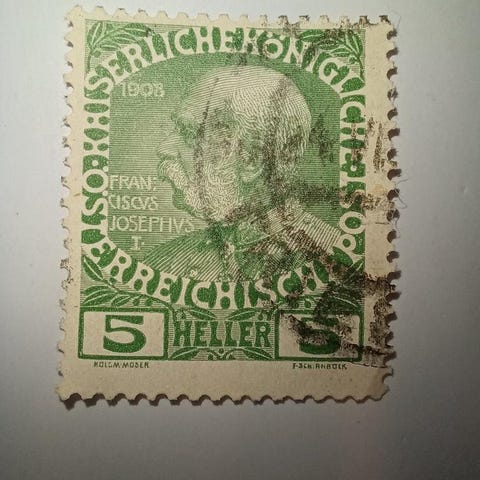 KAISERLICHE KÖNIGLICHE
ÖSTERREICHISCHE POST
1908
FRAN:
CISCVS
JOSEPHVS
I.
5 HELLER 5
KOLOM·MOSER F·SCHIRNBÖCK